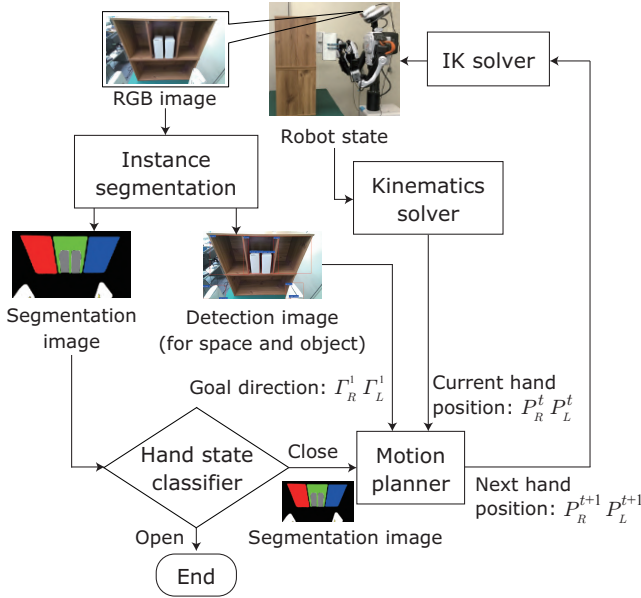 IK solver
RGB image
Robot state
Instance
segmentation
Kinematics
solver
Segmentation
image
Detection image
(for space and object)
Goal direction: Γ_R^1 Γ_L^1
Current hand
position: P_R^t P_L^t
Hand state
classifier
Close
Motion
planner
Next hand
position: P_R^{t+1} P_L^{t+1}
Segmentation image
Open
End